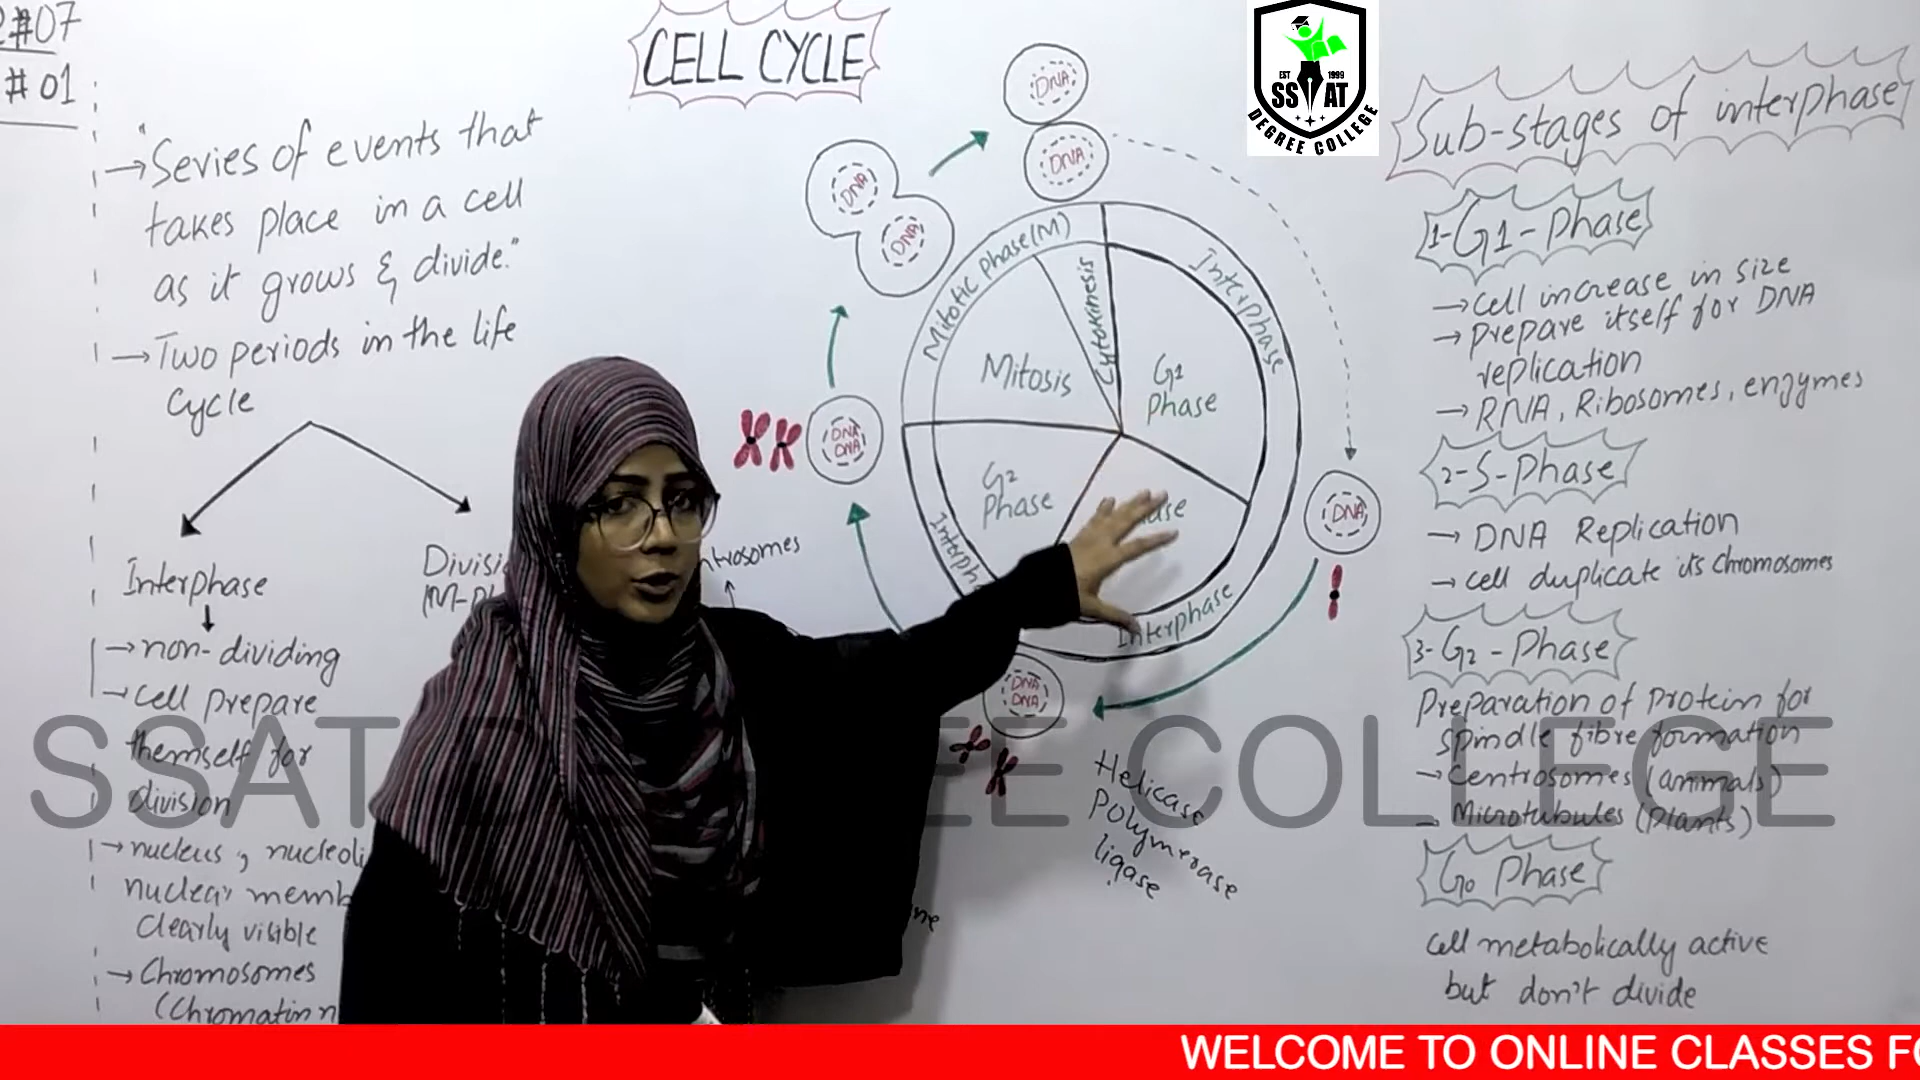 #07
#01
CELL CYCLE
→ "Series of events that
takes place in a cell
as it grows & divide."
→ Two periods in the life
cycle
Interphase
→ non-dividing
→ cell prepare
themself for
division
→ nucleus, nucleoli
nuclear memb
clearly visible
→ Chromosomes
(Chromatin n
Divisi
(M-
ntrosomes
DNA
DNA
DNA
DNA
DNA
DNA
DNA
DNA
DNA
Mitotic Phase (M)
Cytokinesis
Interphase
Mitosis
G1
Phase
G2
Phase
Interph
Interphase
Helicase
Polymerase
ligase
EST 1999
SSAT
DEGREE COLLEGE
Sub-stages of interphase
1-G1-Phase
→ Cell increase in size
→ prepare itself for DNA
replication
→ RNA, Ribosomes, enzymes
2-S-Phase
→ DNA Replication
→ cell duplicate its chromosomes
3-G2-Phase
Preparation of protein for
spindle fibre formation
→ Centrosomes (animals)
→ Microtubules (plants)
G0 Phase
cell metabolically active
but don't divide
SSAT DEGREE COLLEGE
WELCOME TO ONLINE CLASSES FO